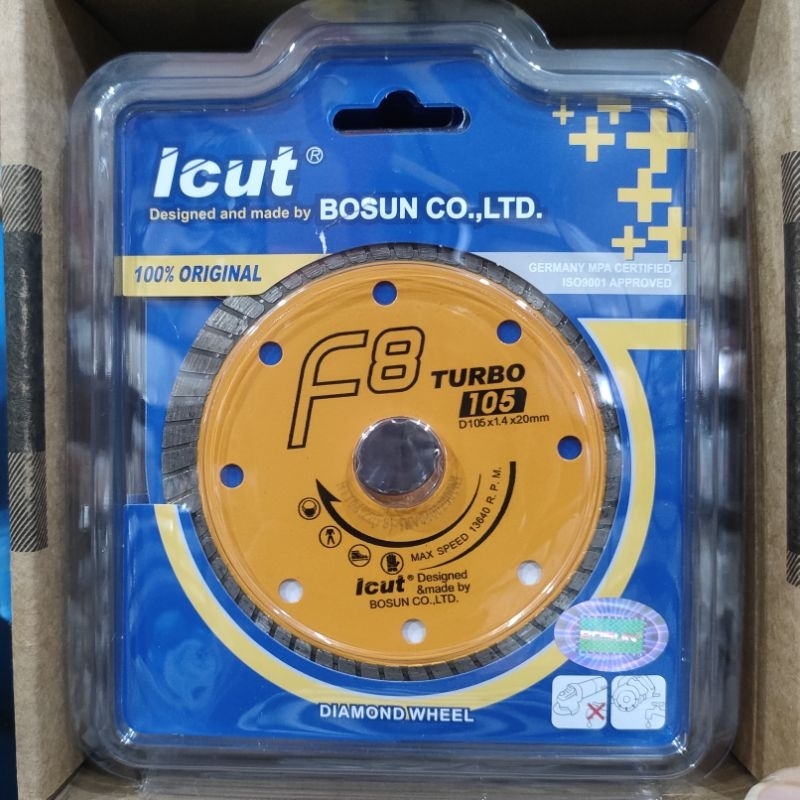 Icut®
Designed and made by BOSUN CO.,LTD.
100% ORIGINAL
GERMANY MPA CERTIFIED
ISO9001 APPROVED
F8
TURBO
105
D105x1.4x20mm
MAX SPEED 13640 R.P.M.
Icut® Designed
&made by
BOSUN CO.,LTD.
BOSUN
DIAMOND WHEEL